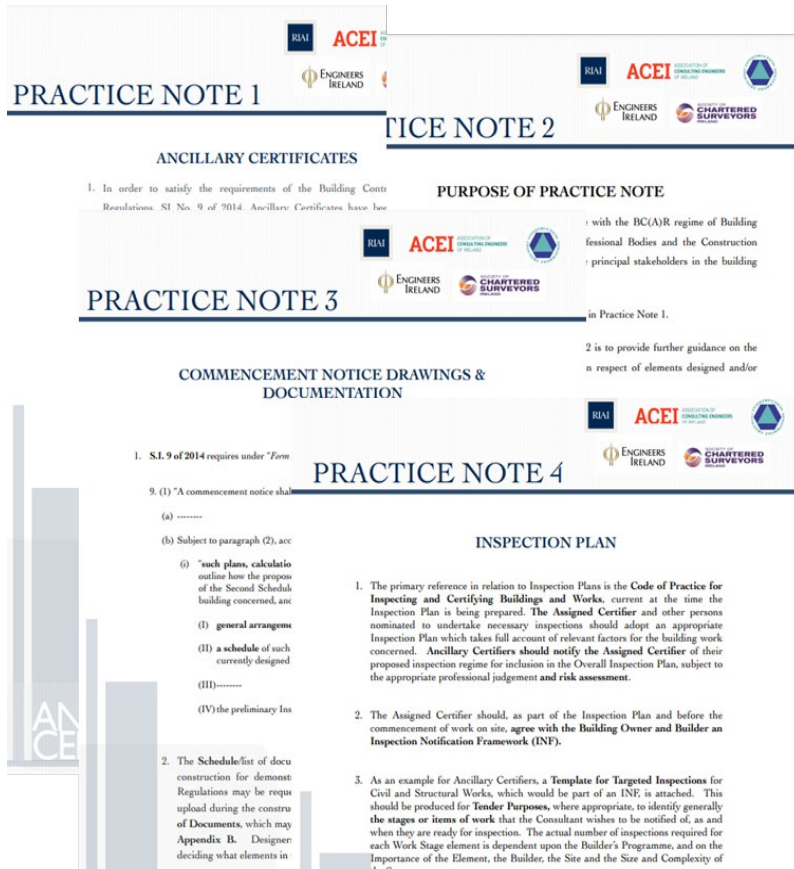 RIAI
ACEI
ENGINEERS
IRELAND
PRACTICE NOTE 1
ANCILLARY CERTIFICATES
1. In order to satisfy the requirements of the Building Contr
Regulations, SI No. 9 of 2014, Ancillary Certificates have bee
RIAI
ACEI ASSOCIATION OF
CONSULTING ENGINEERS
OF IRELAND
ENGINEERS
IRELAND
SOCIETY OF
CHARTERED
SURVEYORS
IRELAND
TICE NOTE 2
PURPOSE OF PRACTICE NOTE
with the BC(A)R regime of Building
fessional Bodies and the Construction
principal stakeholders in the building
in Practice Note 1.
2 is to provide further guidance on the
n respect of elements designed and/or
RIAI
ACEI ASSOCIATION OF
CONSULTING ENGINEERS
OF IRELAND
ENGINEERS
IRELAND
SOCIETY OF
CHARTERED
SURVEYORS
IRELAND
PRACTICE NOTE 3
COMMENCEMENT NOTICE DRAWINGS &
DOCUMENTATION
1. S.I. 9 of 2014 requires under "Form
9. (1) "A commencement notice shal
(a) --------
(b) Subject to paragraph (2), acc
(i) "such plans, calculatio
outline how the propose
of the Second Schedul
building concerned, anc
(I) general arrangeme
(II) a schedule of such
currently designed
(III)--------
(IV) the preliminary Ins
2. The Schedule/list of docu
construction for demonst
Regulations may be reque
upload during the constru
of Documents, which may
Appendix B. Designer
deciding what elements in
AN
CE
RIAI
ACEI ASSOCIATION OF
CONSULTING ENGINEERS
OF IRELAND
ENGINEERS
IRELAND
SOCIETY OF
CHARTERED
SURVEYORS
IRELAND
PRACTICE NOTE 4
INSPECTION PLAN
1. The primary reference in relation to Inspection Plans is the Code of Practice for
Inspecting and Certifying Buildings and Works, current at the time the
Inspection Plan is being prepared. The Assigned Certifier and other persons
nominated to undertake necessary inspections should adopt an appropriate
Inspection Plan which takes full account of relevant factors for the building work
concerned. Ancillary Certifiers should notify the Assigned Certifier of their
proposed inspection regime for inclusion in the Overall Inspection Plan, subject to
the appropriate professional judgement and risk assessment.
2. The Assigned Certifier should, as part of the Inspection Plan and before the
commencement of work on site, agree with the Building Owner and Builder an
Inspection Notification Framework (INF).
3. As an example for Ancillary Certifiers, a Template for Targeted Inspections for
Civil and Structural Works, which would be part of an INF, is attached. This
should be produced for Tender Purposes, where appropriate, to identify generally
the stages or items of work that the Consultant wishes to be notified of, as and
when they are ready for inspection. The actual number of inspections required for
each Work Stage element is dependent upon the Builder's Programme, and on the
Importance of the Element, the Builder, the Site and the Size and Complexity of